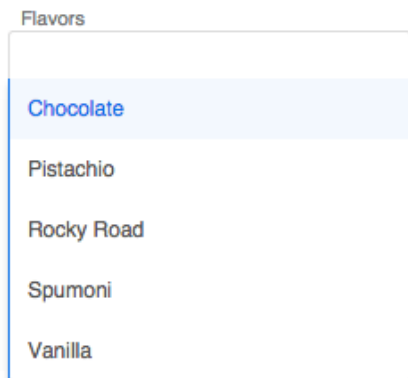 Flavors
Chocolate
Pistachio
Rocky Road
Spumoni
Vanilla